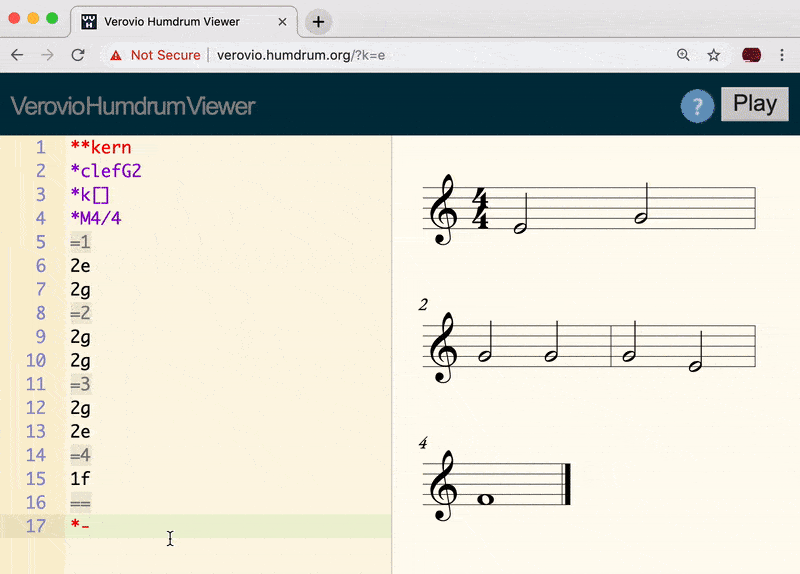 Verovio Humdrum Viewer
Not Secure | verovio.humdrum.org/?k=e
VerovioHumdrumViewer
? Play
1 **kern
2 *clefG2
3 *k[]
4 *M4/4
5 =1
6 2e
7 2g
8 =2
9 2g
10 2g
11 =3
12 2g
13 2e
14 =4
15 1f
16 ==
17 *-
4
4
2
4